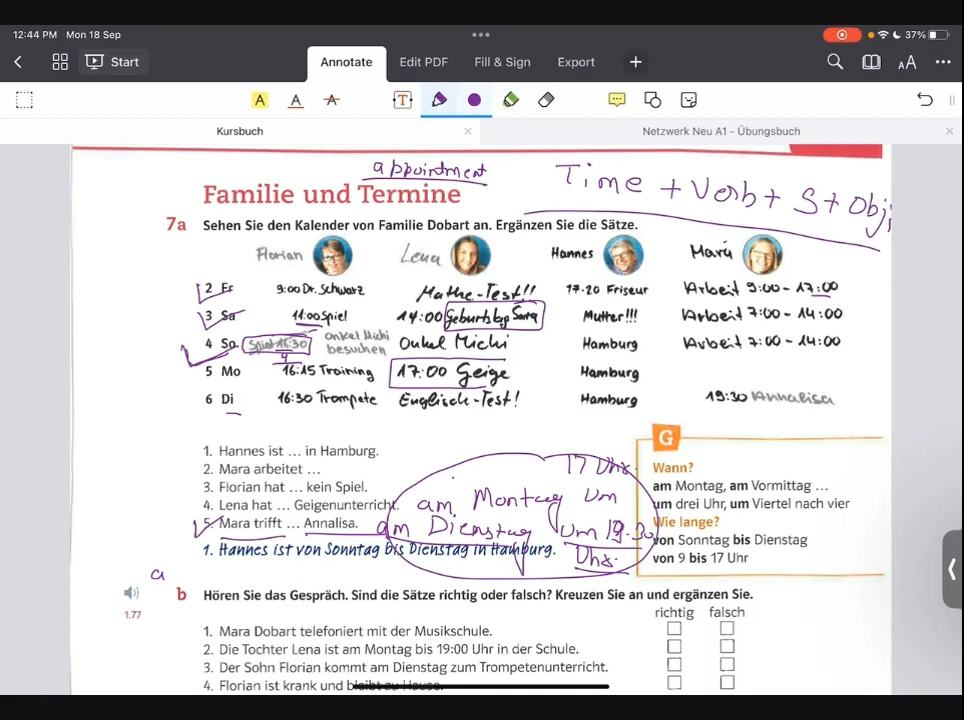 12:44 PM Mon 18 Sep
37%
Start
Annotate
Edit PDF
Fill & Sign
Export
Kursbuch
Netzwerk Neu A1 - Übungsbuch
appointment
Time + Verb + S + Obj
Familie und Termine
7a Sehen Sie den Kalender von Familie Dobart an. Ergänzen Sie die Sätze.
Florian Lena Hannes Mara
2 Fr 9:00 Dr. Schwarz Mathe-Test!! 17.20 Friseur Arbeit 9:00 - 17:00
3 Sa 11:00 Spiel 14:00 Geburtstag Sara Mutter!!! Arbeit 7:00 - 14:00
4 So Spiel 16:30 Onkel Michi besuchen Onkel Michi Hamburg Arbeit 7:00 - 14:00
4
5 Mo 16:15 Training 17:00 Geige Hamburg
6 Di 16:30 Trompete Englisch-Test! Hamburg 19:30 Annalisa
1. Hannes ist … in Hamburg.
2. Mara arbeitet …
3. Florian hat … kein Spiel.
4. Lena hat … Geigenunterricht.
5. Mara trifft … Annalisa.
1. Hannes ist von Sonntag bis Dienstag in Hamburg.
17 Uhr
am Montag um
am Dienstag um 19.30
Uhr
G
Wann?
am Montag, am Vormittag …
um drei Uhr, um Viertel nach vier
Wie lange?
von Sonntag bis Dienstag
von 9 bis 17 Uhr
a
1.77
b Hören Sie das Gespräch. Sind die Sätze richtig oder falsch? Kreuzen Sie an und ergänzen Sie.
richtig falsch
1. Mara Dobart telefoniert mit der Musikschule.
2. Die Tochter Lena ist am Montag bis 19:00 Uhr in der Schule.
3. Der Sohn Florian kommt am Dienstag zum Trompetenunterricht.
4. Florian ist krank und bleibt zu Hause.